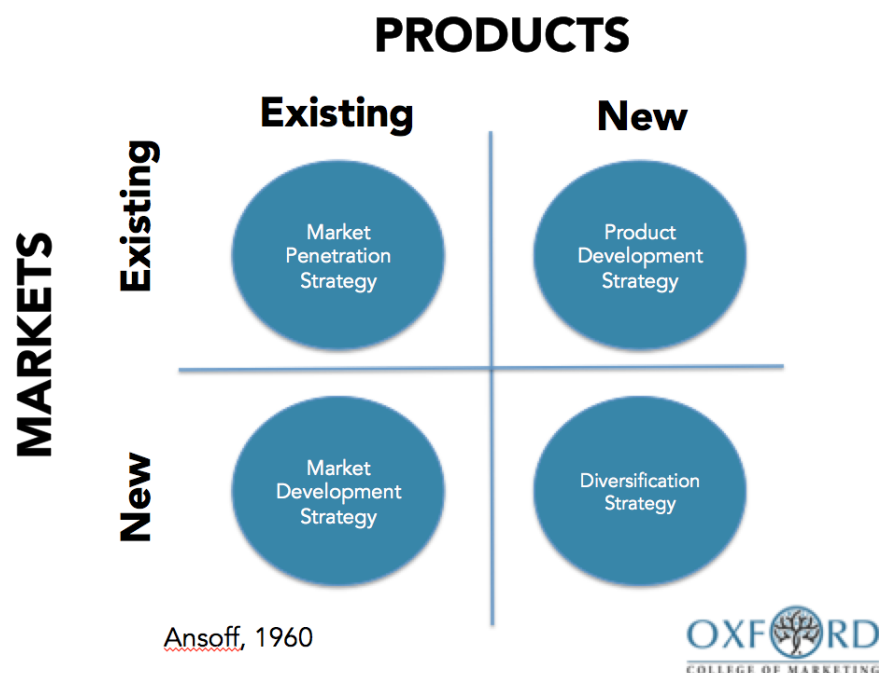 PRODUCTS
Existing
New
MARKETS
Existing
Market
Penetration
Strategy
Product
Development
Strategy
New
Market
Development
Strategy
Diversification
Strategy
Ansoff, 1960
OXFORD
COLLEGE OF MARKETING